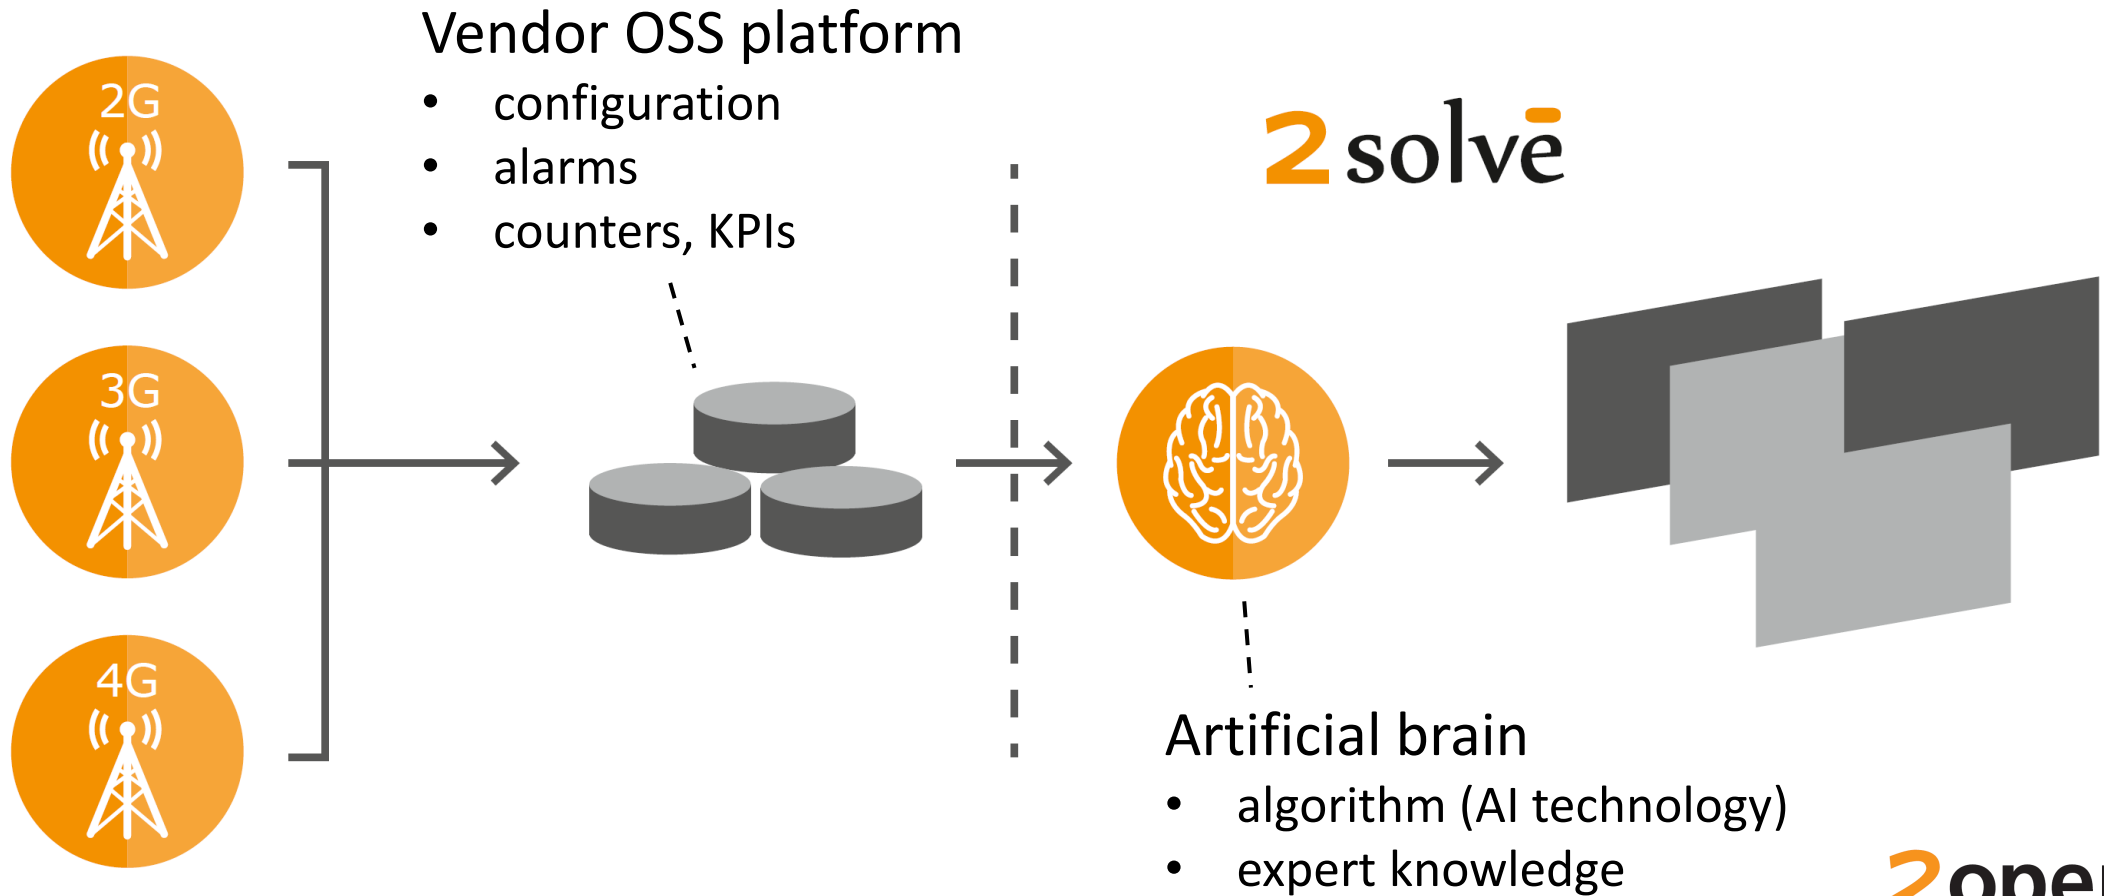 Vendor OSS platform
• configuration
• alarms
• counters, KPIs
2G
3G
4G
2solve
Artificial brain
• algorithm (AI technology)
• expert knowledge